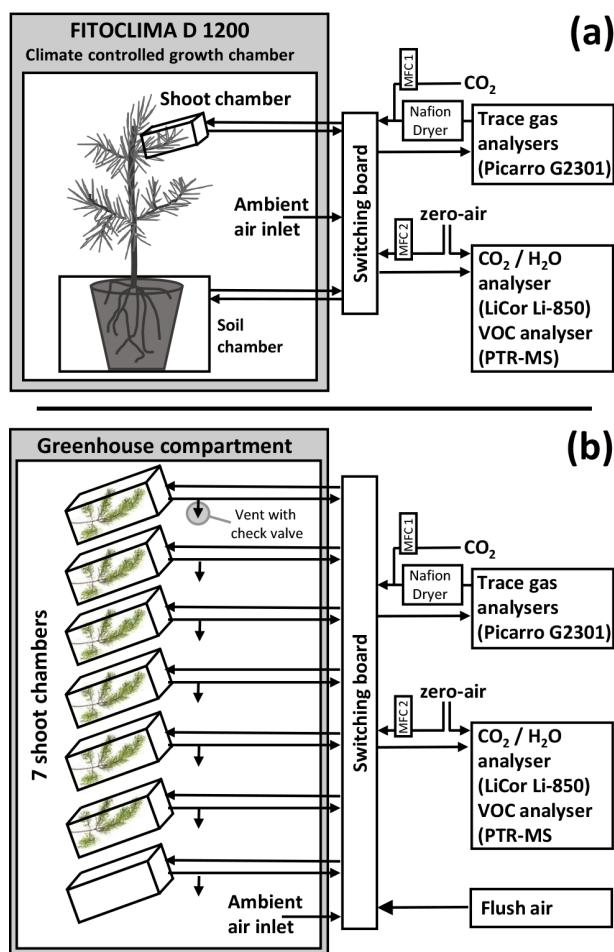 FITOCLIMA D 1200
Climate controlled growth chamber
(a)
Shoot chamber
MFC 1
CO₂
Nafion
Dryer
Trace gas
analysers
(Picarro G2301)
Switching board
Ambient
air inlet
zero-air
MFC 2
CO₂ / H₂O
analyser
(LiCor Li-850)
VOC analyser
(PTR-MS)
Soil
chamber
Greenhouse compartment
(b)
Vent with
check valve
MFC 1
CO₂
Nafion
Dryer
Trace gas
analysers
(Picarro G2301)
7 shoot chambers
Switching board
zero-air
MFC 2
CO₂ / H₂O
analyser
(LiCor Li-850)
VOC analyser
(PTR-MS
Ambient
air inlet
Flush air